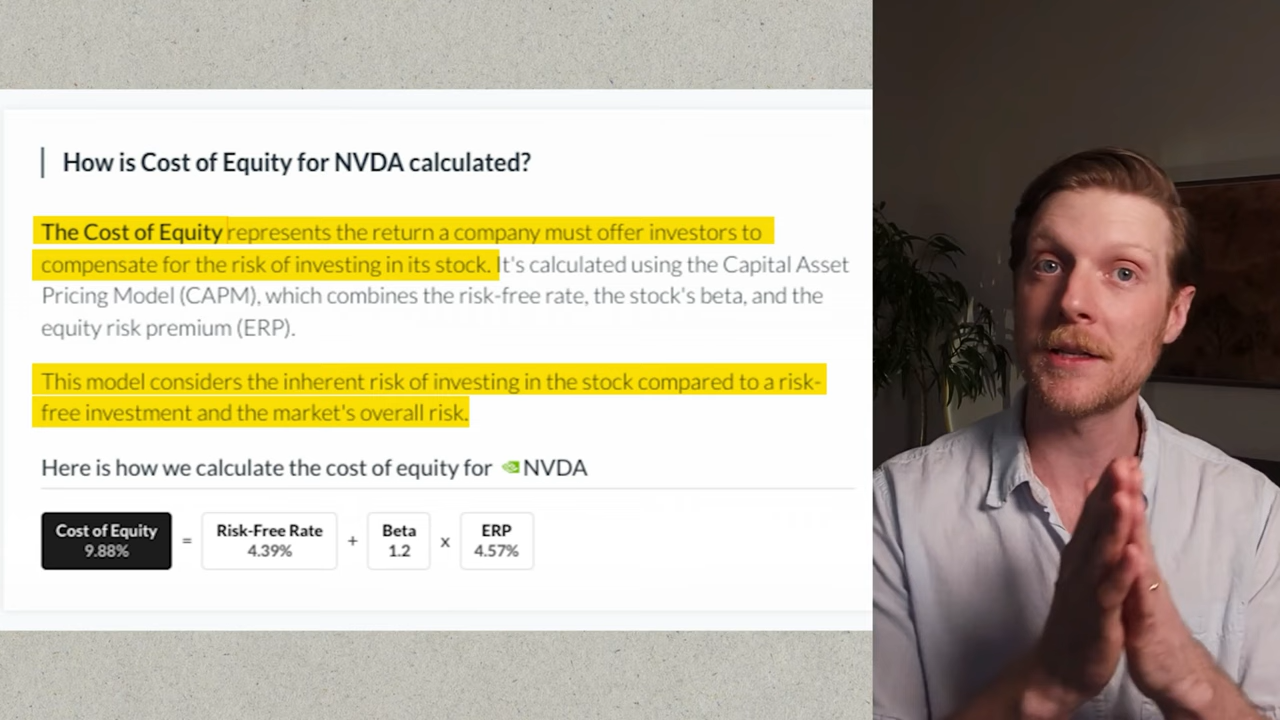 How is Cost of Equity for NVDA calculated?
The Cost of Equity represents the return a company must offer investors to
compensate for the risk of investing in its stock. It's calculated using the Capital Asset
Pricing Model (CAPM), which combines the risk-free rate, the stock's beta, and the
equity risk premium (ERP).
This model considers the inherent risk of investing in the stock compared to a risk-
free investment and the market's overall risk.
Here is how we calculate the cost of equity for NVDA
Cost of Equity = Risk-Free Rate + Beta x ERP
9.88% 4.39% 1.2 4.57%